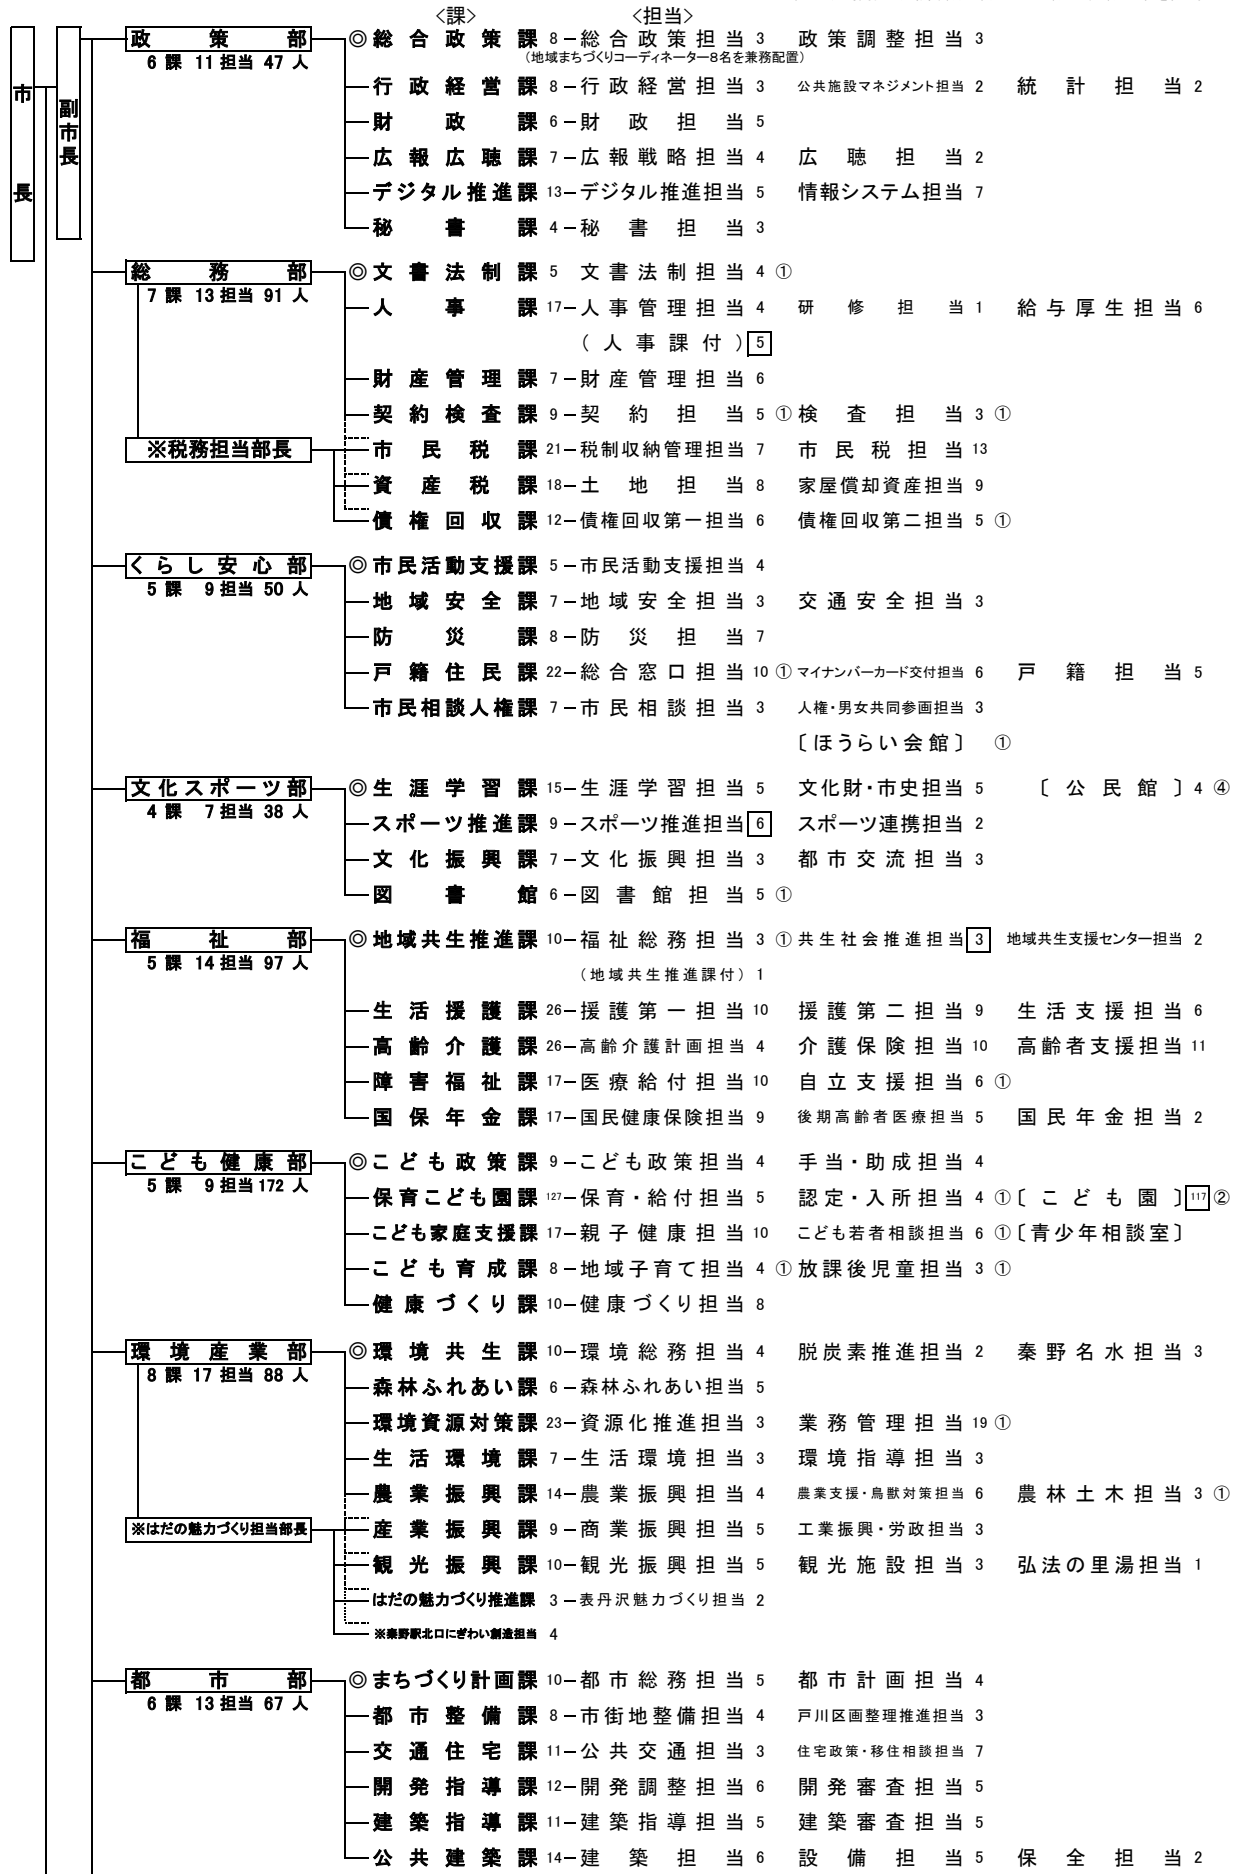 <課> <担当>
市長
副市長
政策部 ◎総合政策課 8 総合政策担当 3 政策調整担当 3
6課 11担当 47人 (地域まちづくりコーディネーター8名を兼務配置)
行政経営課 8 行政経営担当 3 公共施設マネジメント担当 2 統計担当 2
財政課 6 財政担当 5
広報広聴課 7 広報戦略担当 4 広聴担当 2
デジタル推進課 13 デジタル推進担当 5 情報システム担当 7
秘書課 4 秘書担当 3
総務部 ◎文書法制課 5 文書法制担当 4 ①
7課 13担当 91人
人事課 17 人事管理担当 4 研修担当 1 給与厚生担当 6
(人事課付) 5
財産管理課 7 財産管理担当 6
契約検査課 9 契約担当 5 ① 検査担当 3 ①
※税務担当部長 市民税課 21 税制収納管理担当 7 市民税担当 13
資産税課 18 土地担当 8 家屋償却資産担当 9
債権回収課 12 債権回収第一担当 6 債権回収第二担当 5 ①
くらし安心部 ◎市民活動支援課 5 市民活動支援担当 4
5課 9担当 50人
地域安全課 7 地域安全担当 3 交通安全担当 3
防災課 8 防災担当 7
戸籍住民課 22 総合窓口担当 10 ① マイナンバーカード交付担当 6 戸籍担当 5
市民相談人権課 7 市民相談担当 3 人権・男女共同参画担当 3
〔ほうらい会館〕 ①
文化スポーツ部 ◎生涯学習課 15 生涯学習担当 5 文化財・市史担当 5 〔公民館〕 4 ④
4課 7担当 38人
スポーツ推進課 9 スポーツ推進担当 6 スポーツ連携担当 2
文化振興課 7 文化振興担当 3 都市交流担当 3
図書館 6 図書館担当 5 ①
福祉部 ◎地域共生推進課 10 福祉総務担当 3 ① 共生社会推進担当 3 地域共生支援センター担当 2
5課 14担当 97人
(地域共生推進課付) 1
生活援護課 26 援護第一担当 10 援護第二担当 9 生活支援担当 6
高齢介護課 26 高齢介護計画担当 4 介護保険担当 10 高齢者支援担当 11
障害福祉課 17 医療給付担当 10 自立支援担当 6 ①
国保年金課 17 国民健康保険担当 9 後期高齢者医療担当 5 国民年金担当 2
こども健康部 ◎こども政策課 9 こども政策担当 4 手当・助成担当 4
5課 9担当 172人
保育こども園課 127 保育・給付担当 5 認定・入所担当 4 ① 〔こども園〕 117 ②
こども家庭支援課 17 親子健康担当 10 こども若者相談担当 6 ① 〔青少年相談室〕
こども育成課 8 地域子育て担当 4 ① 放課後児童担当 3 ①
健康づくり課 10 健康づくり担当 8
環境産業部 ◎環境共生課 10 環境総務担当 4 脱炭素推進担当 2 秦野名水担当 3
8課 17担当 88人
森林ふれあい課 6 森林ふれあい担当 5
環境資源対策課 23 資源化推進担当 3 業務管理担当 19 ①
生活環境課 7 生活環境担当 3 環境指導担当 3
農業振興課 14 農業振興担当 4 農業支援・鳥獣対策担当 6 農林土木担当 3 ①
※はだの魅力づくり担当部長 産業振興課 9 商業振興担当 5 工業振興・労政担当 3
観光振興課 10 観光振興担当 5 観光施設担当 3 弘法の里湯担当 1
はだの魅力づくり推進課 3 表丹沢魅力づくり担当 2
※秦野駅北口にぎわい創造担当 4
都市部 ◎まちづくり計画課 10 都市総務担当 5 都市計画担当 4
6課 13担当 67人
都市整備課 8 市街地整備担当 4 戸川区画整理推進担当 3
交通住宅課 11 公共交通担当 3 住宅政策・移住相談担当 7
開発指導課 12 開発調整担当 6 開発審査担当 5
建築指導課 11 建築指導担当 5 建築審査担当 5
公共建築課 14 建築担当 6 設備担当 5 保全担当 2